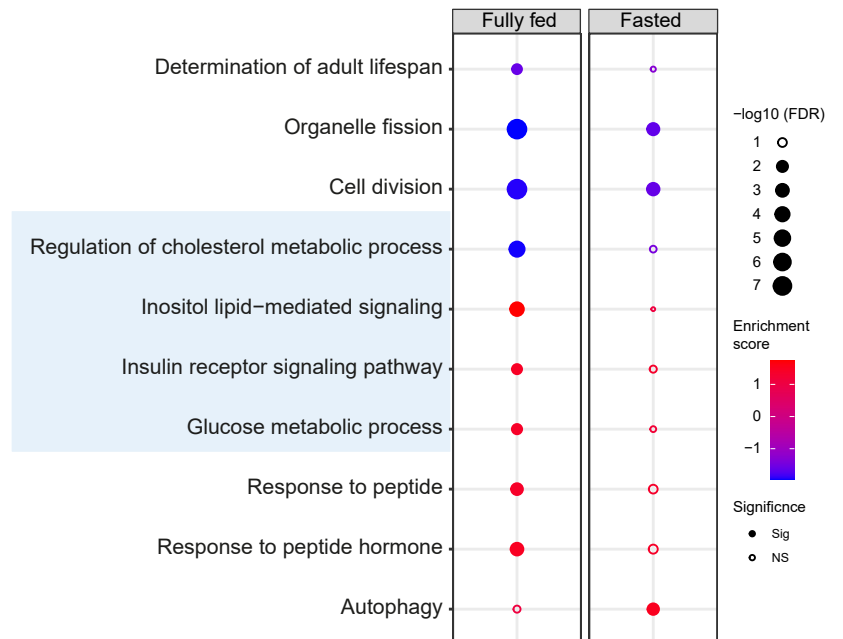 Fully fed
Fasted
Determination of adult lifespan
Organelle fission
Cell division
Regulation of cholesterol metabolic process
Inositol lipid−mediated signaling
Insulin receptor signaling pathway
Glucose metabolic process
Response to peptide
Response to peptide hormone
Autophagy
−log10 (FDR)
1
2
3
4
5
6
7
Enrichment
score
1
0
−1
Significnce
Sig
NS